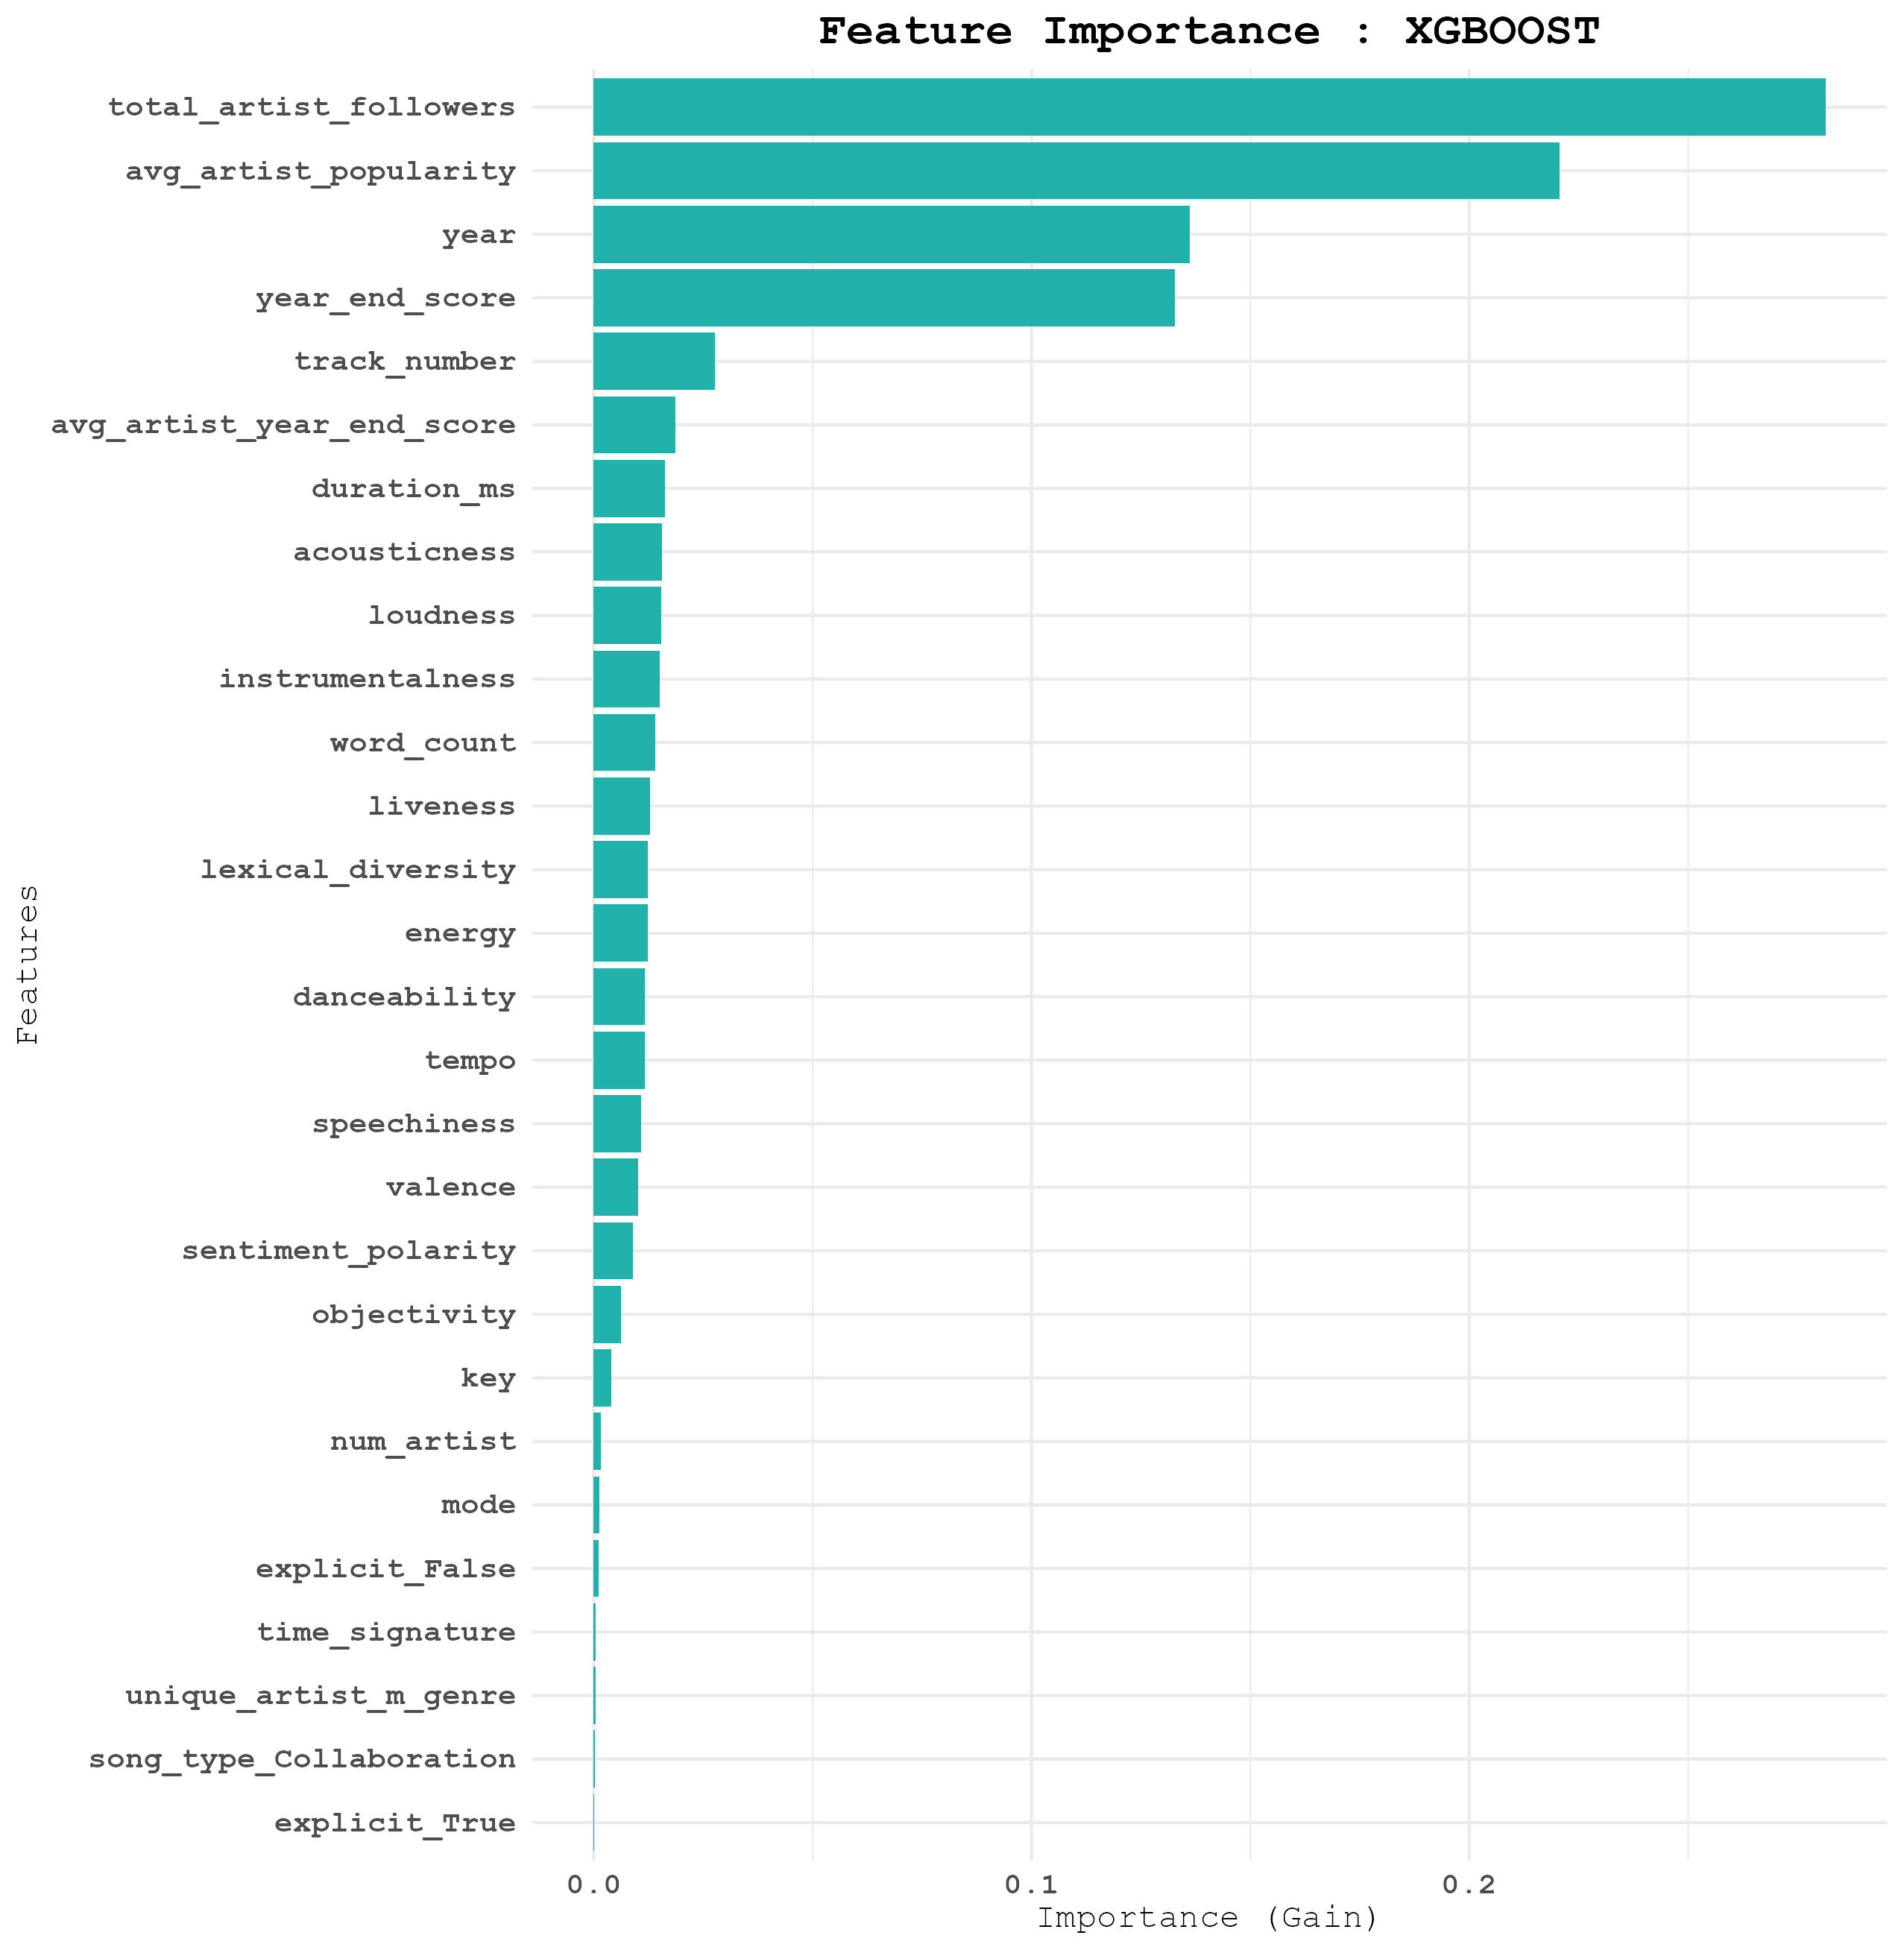 Feature Importance : XGBOOST
total_artist_followers
avg_artist_popularity
year
year_end_score
track_number
avg_artist_year_end_score
duration_ms
acousticness
loudness
instrumentalness
word_count
liveness
lexical_diversity
energy
danceability
tempo
speechiness
valence
sentiment_polarity
objectivity
key
num_artist
mode
explicit_False
time_signature
unique_artist_m_genre
song_type_Collaboration
explicit_True
Features
0.0 0.1 0.2
Importance (Gain)